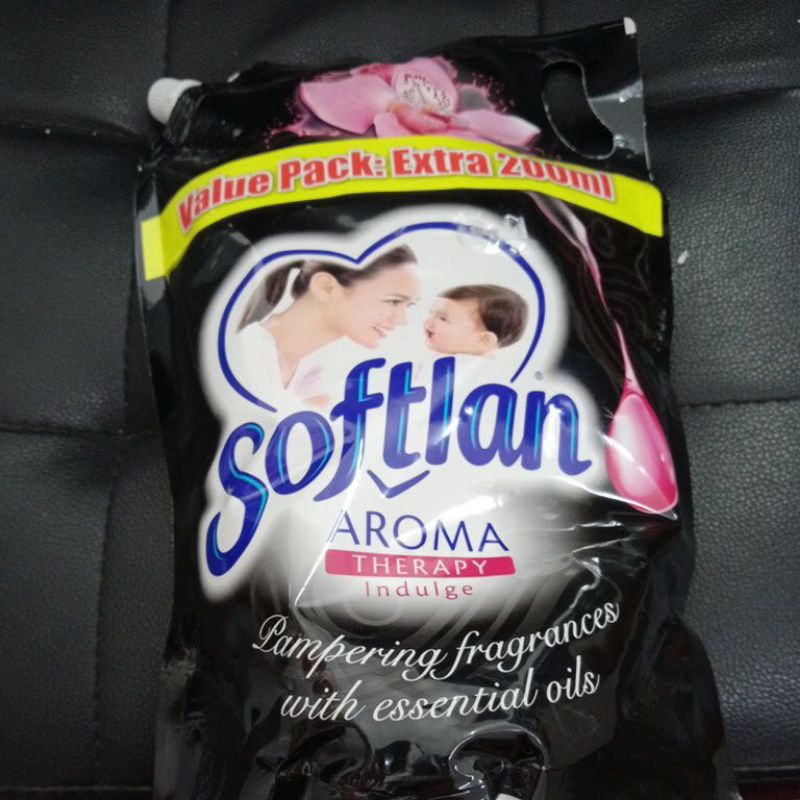 Value Pack: Extra 200ml
Softlan
AROMA
THERAPY
Indulge
Pampering fragrances
with essential oils